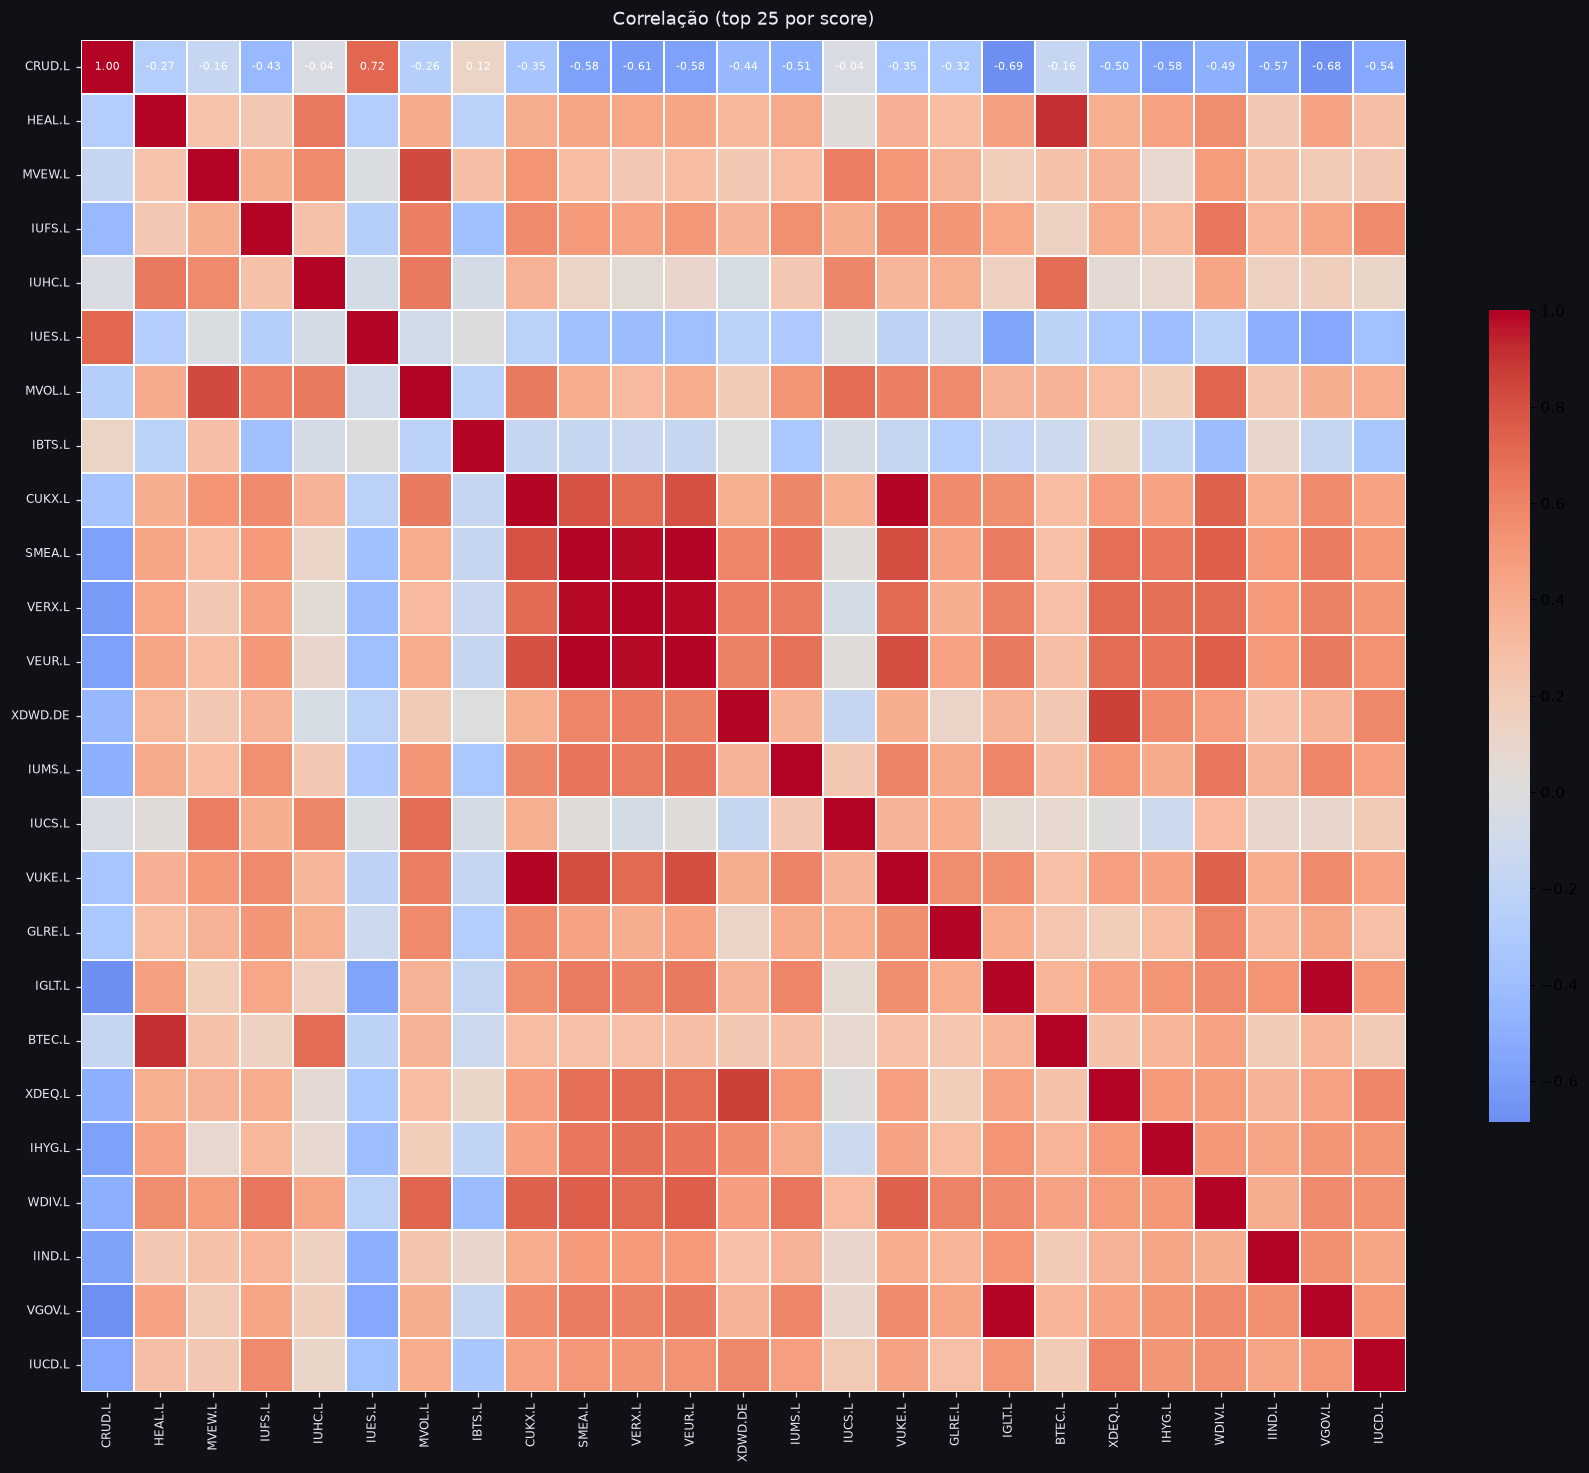 Correlação (top 25 por score)
CRUD.L 1.00 -0.27 -0.16 -0.43 -0.04 0.72 -0.26 0.12 -0.35 -0.58 -0.61 -0.58 -0.44 -0.51 -0.04 -0.35 -0.32 -0.69 -0.16 -0.50 -0.58 -0.49 -0.57 -0.68 -0.54
HEAL.L
MVEW.L
IUFS.L
IUHC.L
IUES.L
MVOL.L
IBTS.L
CUKX.L
SMEA.L
VERX.L
VEUR.L
XDWD.DE
IUMS.L
IUCS.L
VUKE.L
GLRE.L
IGLT.L
BTEC.L
XDEQ.L
IHYG.L
WDIV.L
IIND.L
VGOV.L
IUCD.L
CRUD.L HEAL.L MVEW.L IUFS.L IUHC.L IUES.L MVOL.L IBTS.L CUKX.L SMEA.L VERX.L VEUR.L XDWD.DE IUMS.L IUCS.L VUKE.L GLRE.L IGLT.L BTEC.L XDEQ.L IHYG.L WDIV.L IIND.L VGOV.L IUCD.L
1.0
0.8
0.6
0.4
0.2
0.0
−0.2
−0.4
−0.6